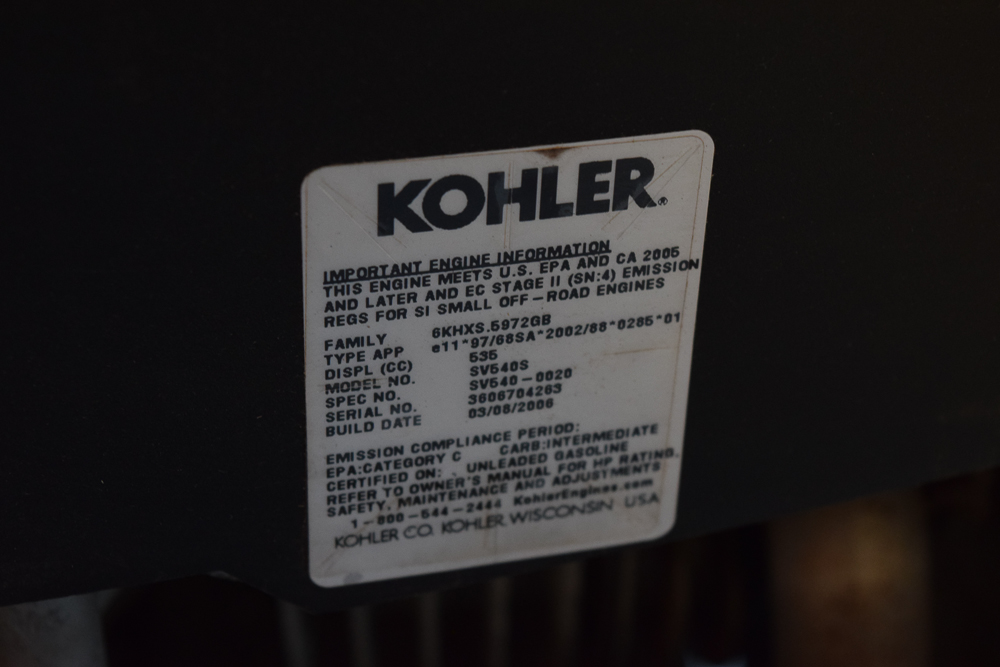 KOHLER.®
IMPORTANT ENGINE INFORMATION
THIS ENGINE MEETS U.S. EPA AND CA 2005
AND LATER AND EC STAGE II (SN:4) EMISSION
REGS FOR SI SMALL OFF-ROAD ENGINES
FAMILY 6KHXS.5972GB
TYPE APP e11*97/68SA*2002/88*0285*01
DISPL (CC) 535
MODEL NO. SV540S
SPEC NO. SV540-0020
SERIAL NO. 3606704263
BUILD DATE 03/08/2006
EMISSION COMPLIANCE PERIOD:
EPA:CATEGORY C CARB:INTERMEDIATE
CERTIFIED ON: UNLEADED GASOLINE
REFER TO OWNER'S MANUAL FOR HP RATING,
SAFETY, MAINTENANCE AND ADJUSTMENTS
1-800-544-2444 KohlerEngines.com
KOHLER CO. KOHLER, WISCONSIN USA